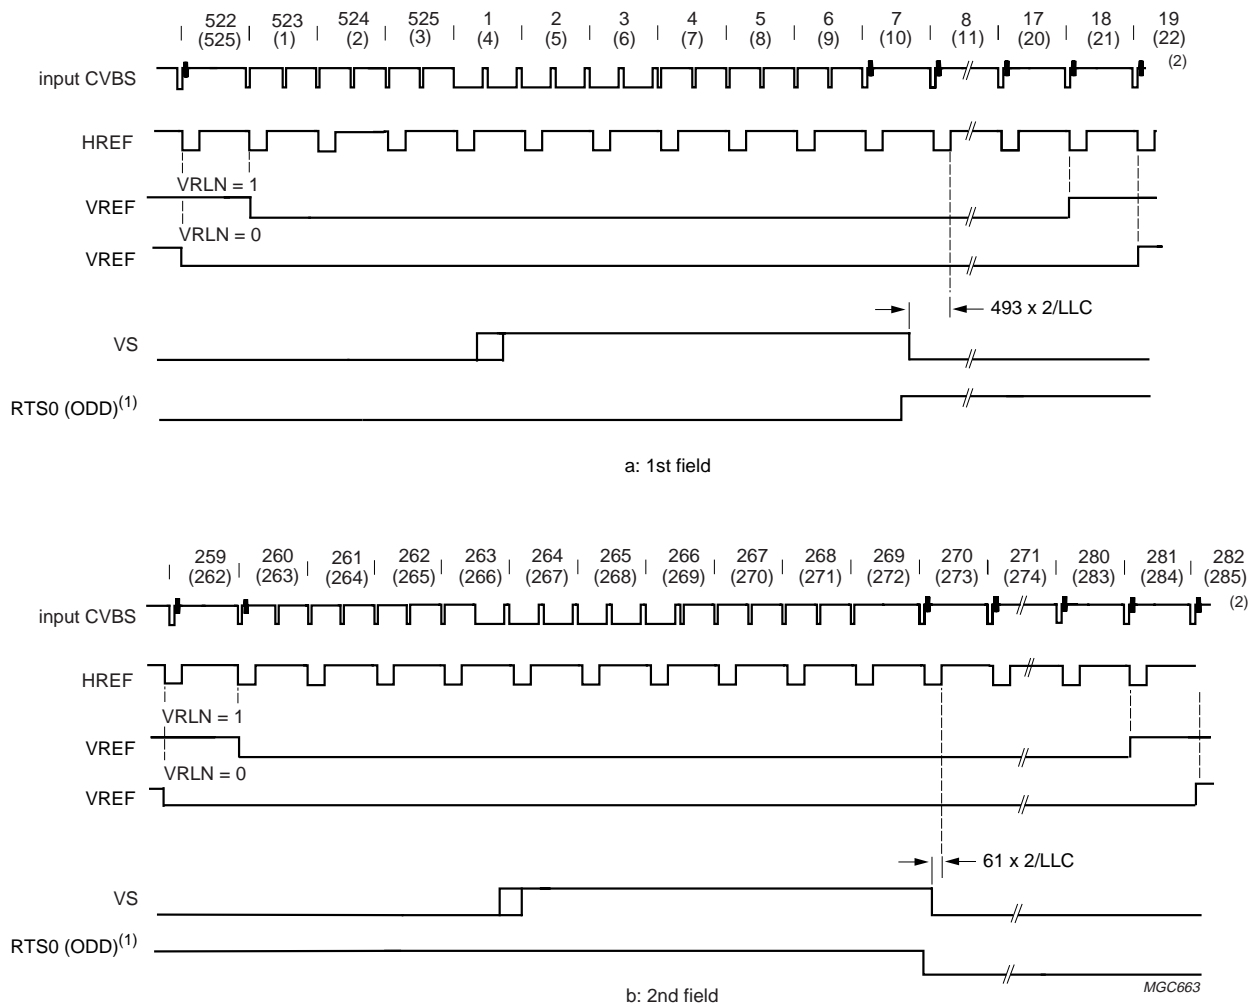 522 523 524 525 1 2 3 4 5 6 7 8 17 18 19
(525) (1) (2) (3) (4) (5) (6) (7) (8) (9) (10) (11) (20) (21) (22)
input CVBS (2)
HREF
VRLN = 1
VREF
VRLN = 0
VREF
493 x 2/LLC
VS
RTS0 (ODD)(1)
a: 1st field
259 260 261 262 263 264 265 266 267 268 269 270 271 280 281 282
(262) (263) (264) (265) (266) (267) (268) (269) (270) (271) (272) (273) (274) (283) (284) (285)
input CVBS (2)
HREF
VRLN = 1
VREF
VRLN = 0
VREF
61 x 2/LLC
VS
RTS0 (ODD)(1)
MGC663
b: 2nd field